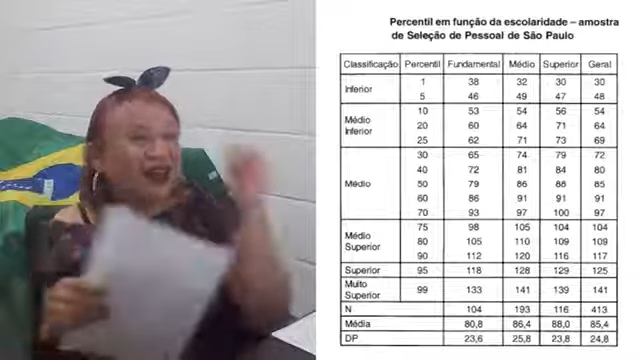 Percentil em função da escolaridade – amostra
de Seleção de Pessoal de São Paulo
Classificação Percentil Fundamental Médio Superior Geral
Inferior 1 38 32 30 30
5 46 49 47 48
Médio Inferior 10 53 54 56 54
20 60 64 71 64
25 62 71 73 69
Médio 30 65 74 79 72
40 72 81 84 80
50 79 86 88 85
60 86 91 91 91
70 93 97 100 97
Médio Superior 75 98 105 104 104
80 105 110 109 109
90 112 120 116 117
Superior 95 118 128 129 125
Muito Superior 99 133 141 139 141
N 104 193 116 413
Média 80,8 86,4 88,0 85,4
DP 23,6 25,8 23,8 24,8